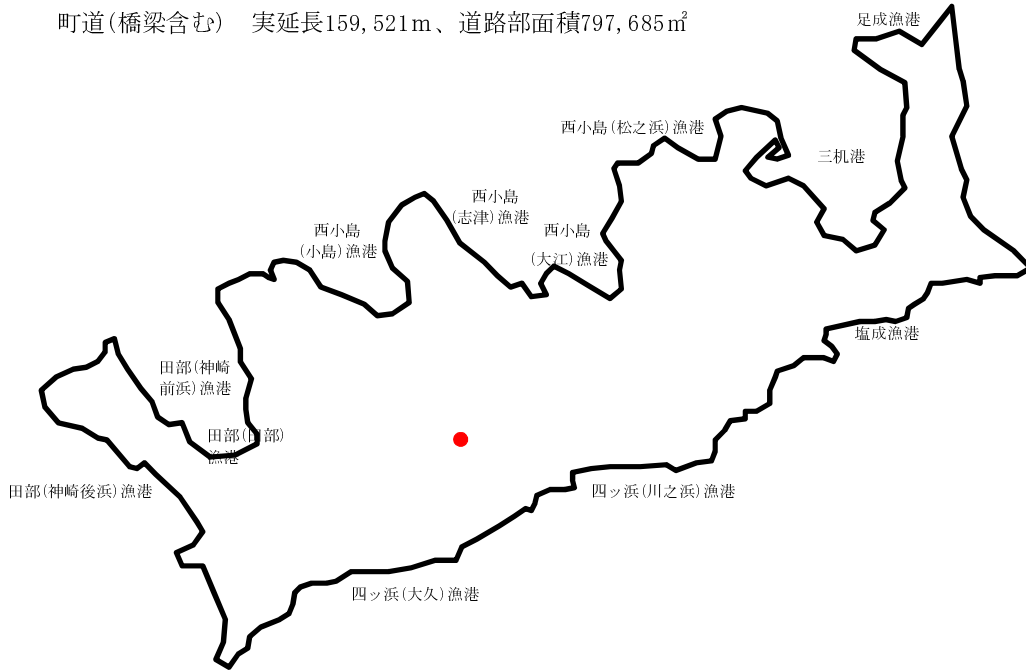 町道(橋梁含む)　実延長159,521m、道路部面積797,685㎡
足成漁港
西小島(松之浜)漁港
三机港
西小島
(志津)漁港
西小島
(小島)漁港
西小島
(大江)漁港
塩成漁港
田部(神崎
前浜)漁港
田部(田部)
漁港
田部(神崎後浜)漁港
四ッ浜(川之浜)漁港
四ッ浜(大久)漁港